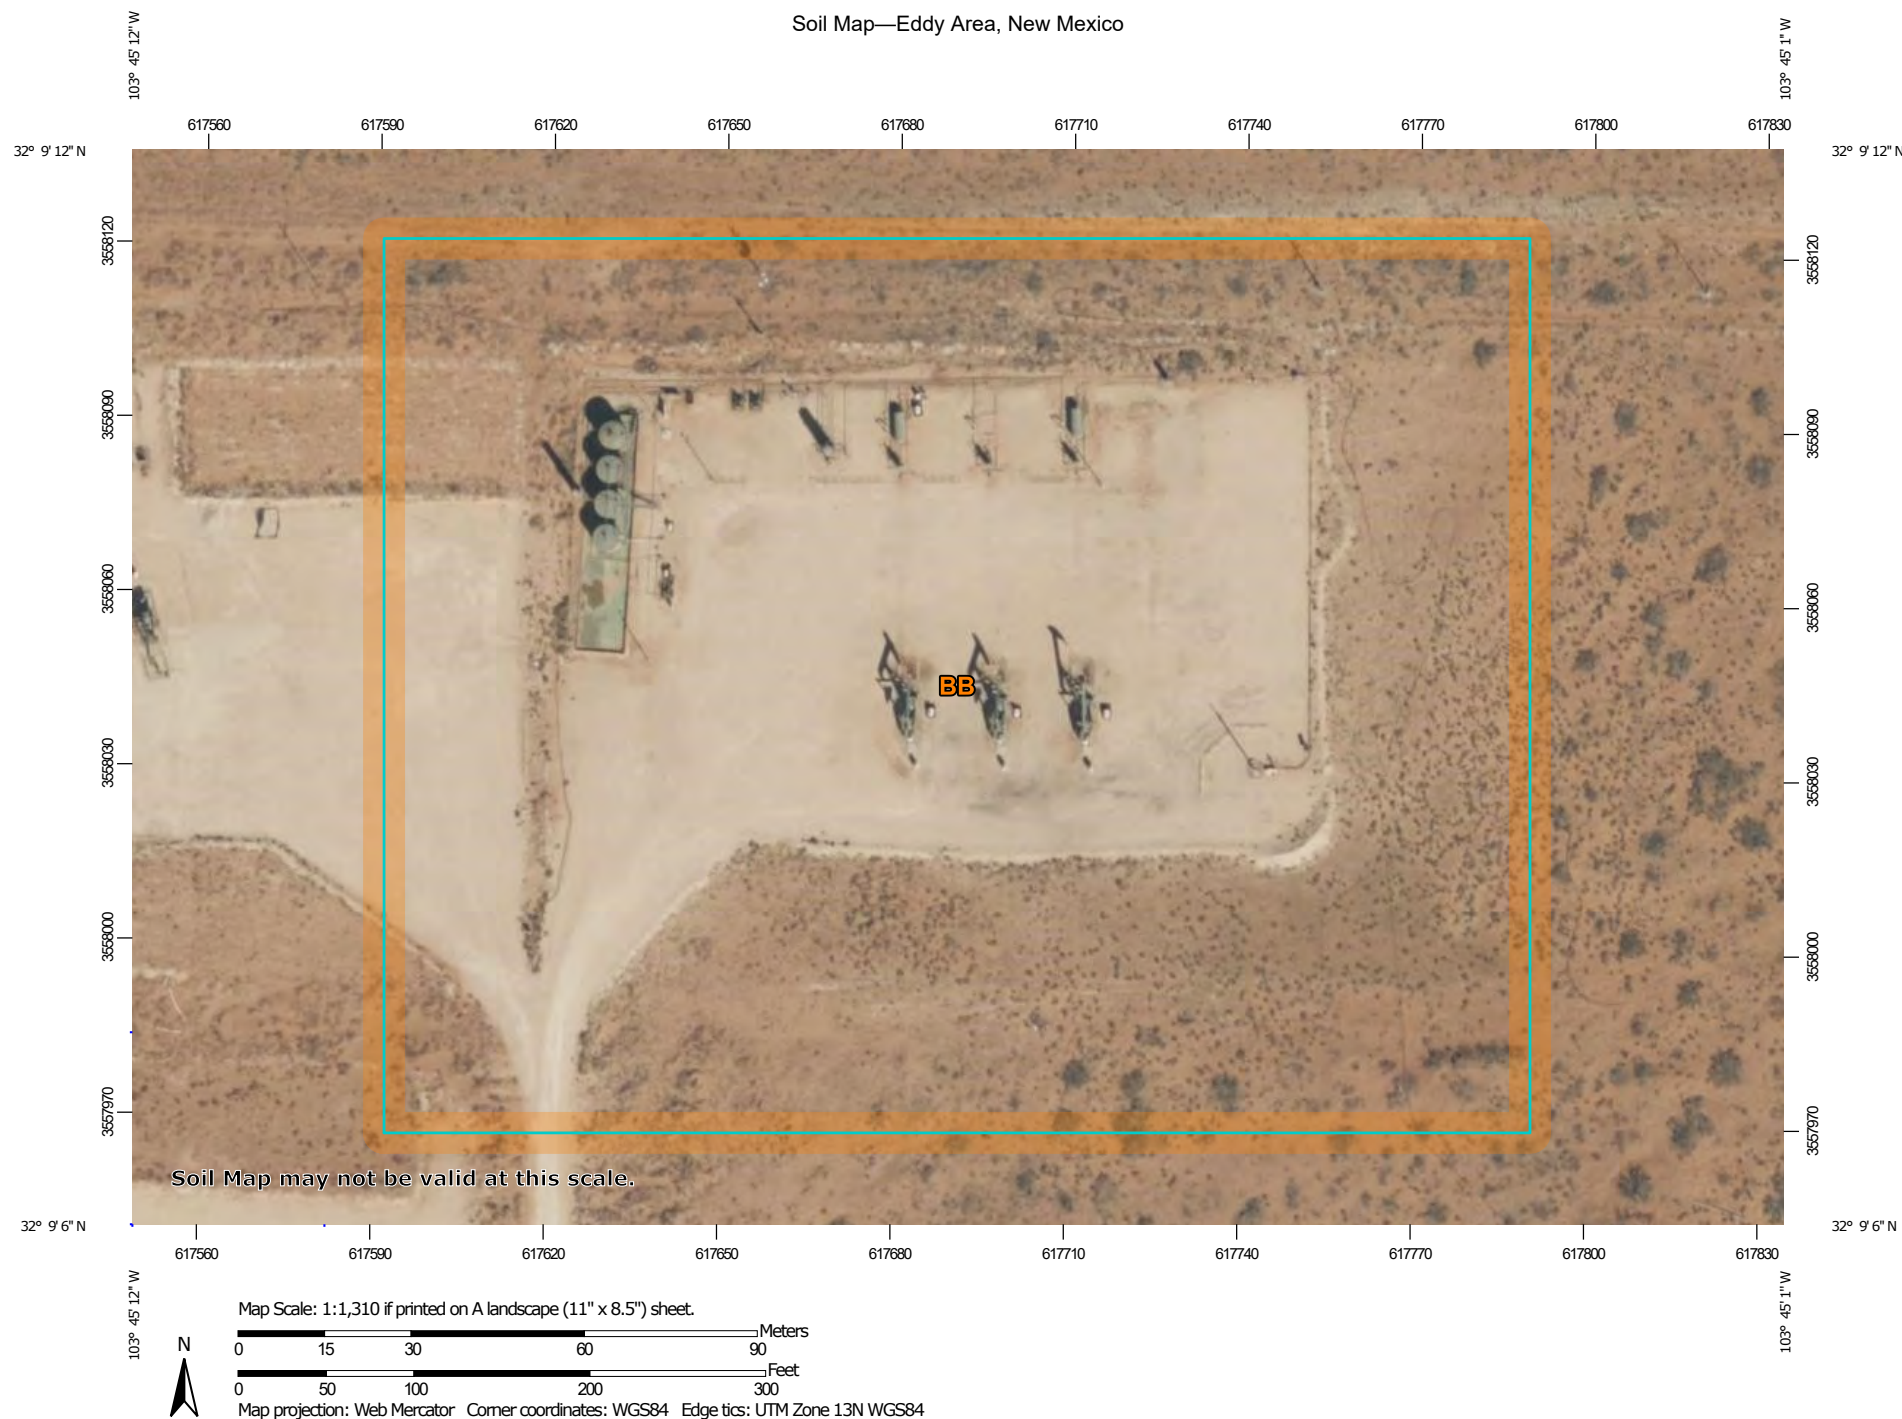 Soil Map—Eddy Area, New Mexico
103° 45' 12'' W
103° 45' 1'' W
617560 617590 617620 617650 617680 617710 617740 617770 617800 617830
32° 9' 12'' N
32° 9' 12'' N
3558120
3558120
3558090
3558090
3558060
3558060
BB
3558030
3558030
3558000
3558000
3557970
3557970
Soil Map may not be valid at this scale.
32° 9' 6'' N
32° 9' 6'' N
617560 617590 617620 617650 617680 617710 617740 617770 617800 617830
103° 45' 12'' W
103° 45' 1'' W
Map Scale: 1:1,310 if printed on A landscape (11" x 8.5") sheet.
Meters
0 15 30 60 90
N
Feet
0 50 100 200 300
Map projection: Web Mercator Corner coordinates: WGS84 Edge tics: UTM Zone 13N WGS84